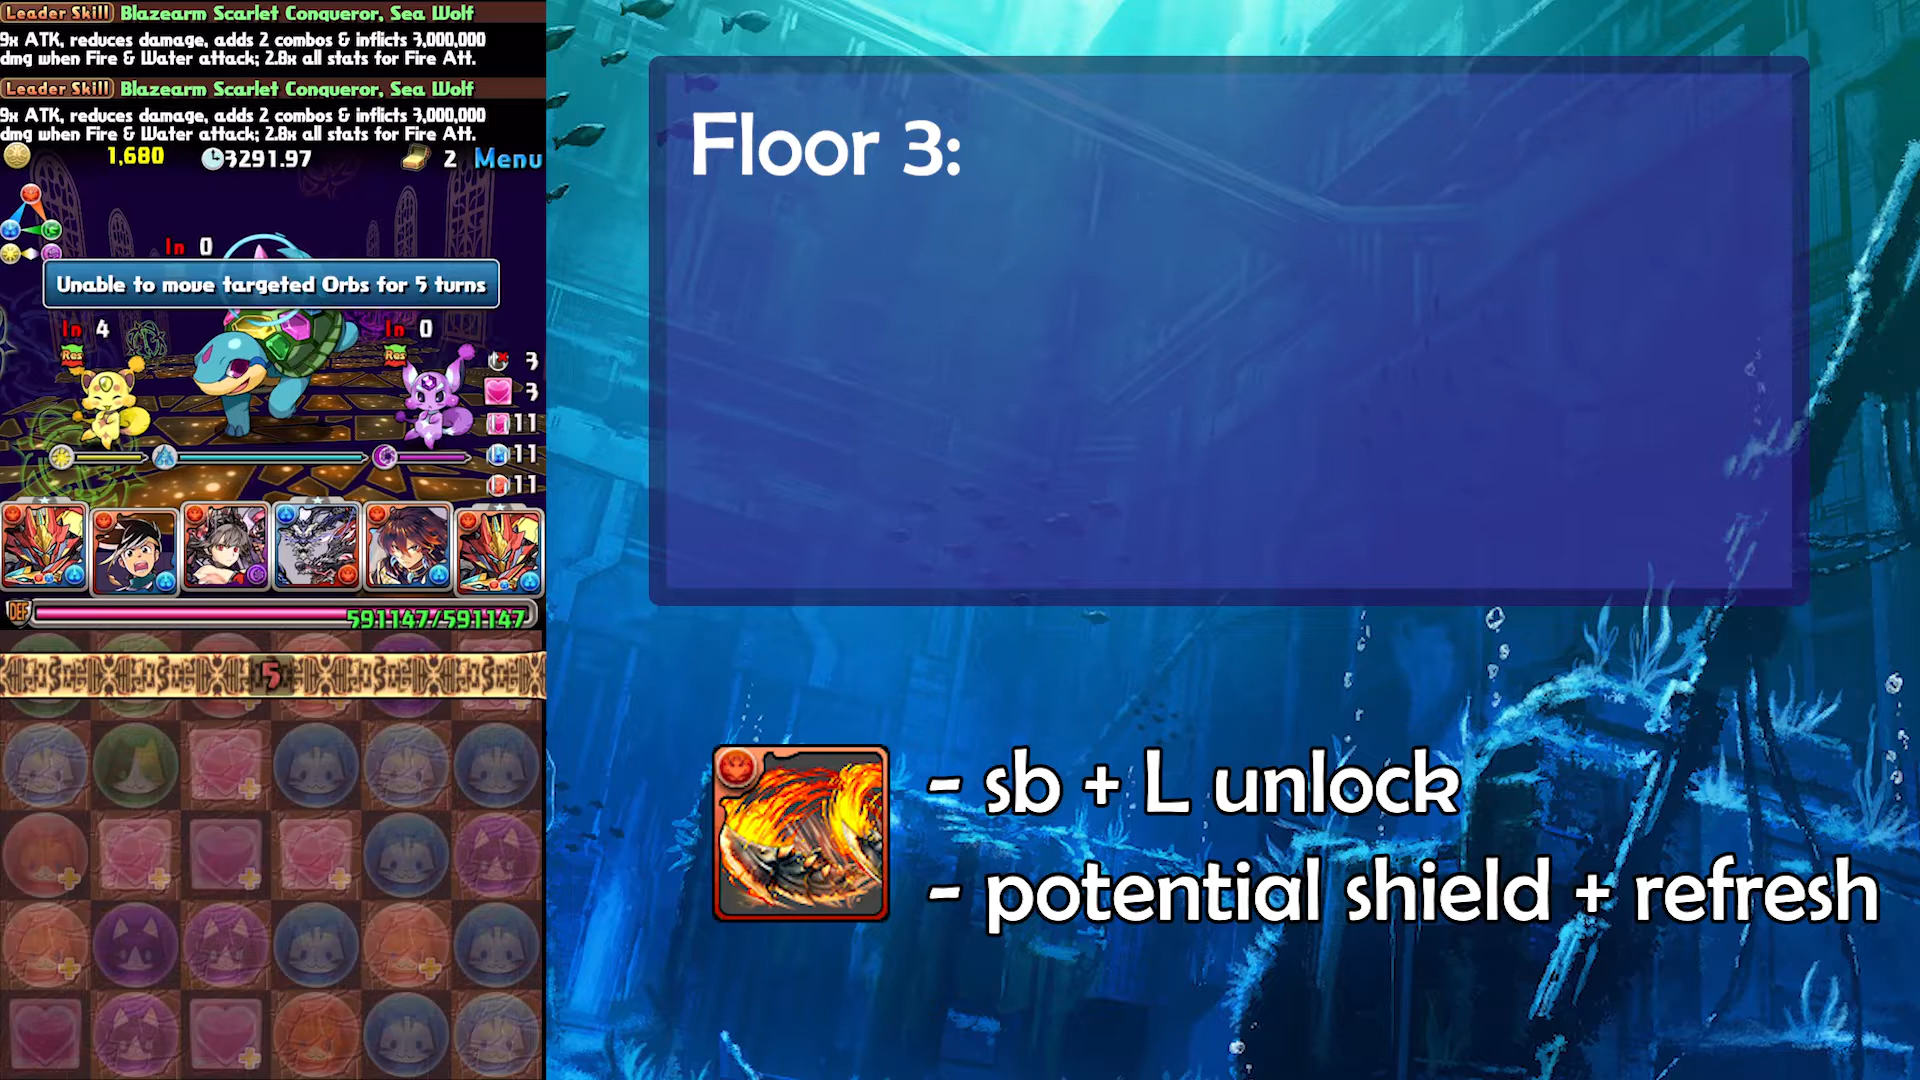 Leader Skill Blazearm Scarlet Conqueror, Sea Wolf
9x ATK, reduces damage, adds 2 combos & inflicts 3,000,000
dmg when Fire & Water attack; 2.8x all stats for Fire Att.
Leader Skill Blazearm Scarlet Conqueror, Sea Wolf
9x ATK, reduces damage, adds 2 combos & inflicts 3,000,000
dmg when Fire & Water attack; 2.8x all stats for Fire Att.
1,680 3291.97 2 Menu
In 0
Unable to move targeted Orbs for 5 turns
In 4 In 0
Res Res
3
3
11
11
11
DEF 591147/591147
5
Floor 3:
- sb + L unlock
- potential shield + refresh